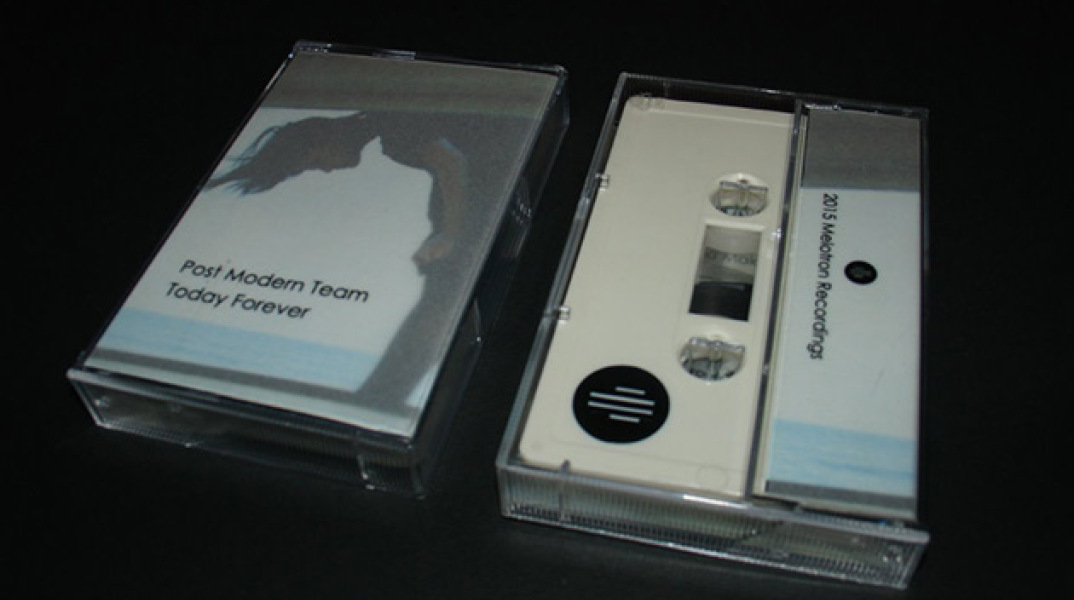 Post Modern Team
Today Forever
2015 Melotron Recordings